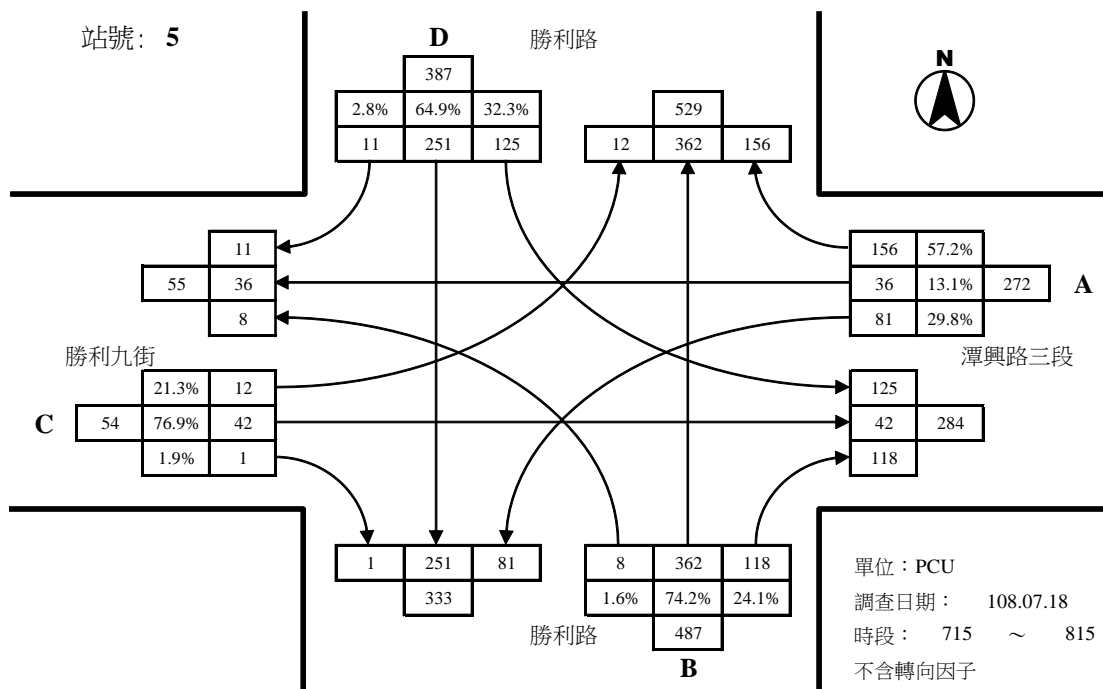 站號: 5
D 勝利路
N
387
2.8% 64.9% 32.3%
11 251 125
529
12 362 156
11
55 36
8
156 57.2%
36 13.1% 272
81 29.8%
A
勝利九街
潭興路三段
C
21.3% 12
54 76.9% 42
1.9% 1
125
42 284
118
1 251 81
333
8 362 118
1.6% 74.2% 24.1%
487
勝利路
B
單位：PCU
調查日期： 108.07.18
時段： 715 ～ 815
不含轉向因子